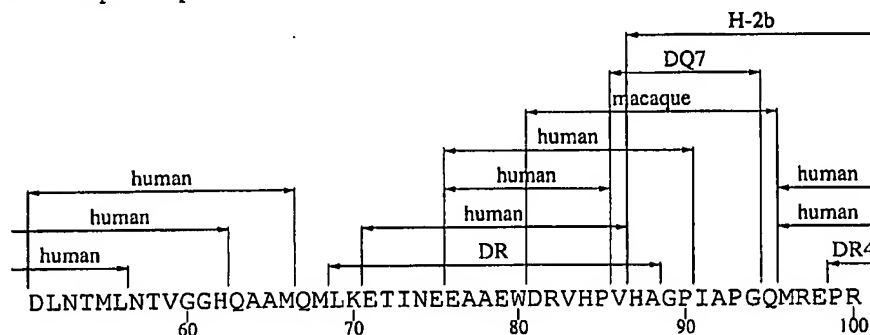 H-2b
DQ7
macaque
human
human human human
human human human
human DR DR4
DLNTMLNTVGGHQAAMQMLKETINEEAAEWDRVHPVHAGPIAPGQMREPR
60 70 80 90 100